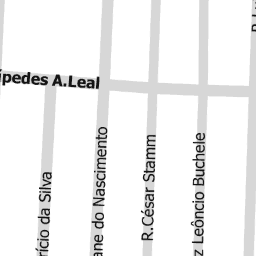 ipedes A.Leal
rício da Silva
ane do Nascimento
R.César Stamm
z Leôncio Buchele